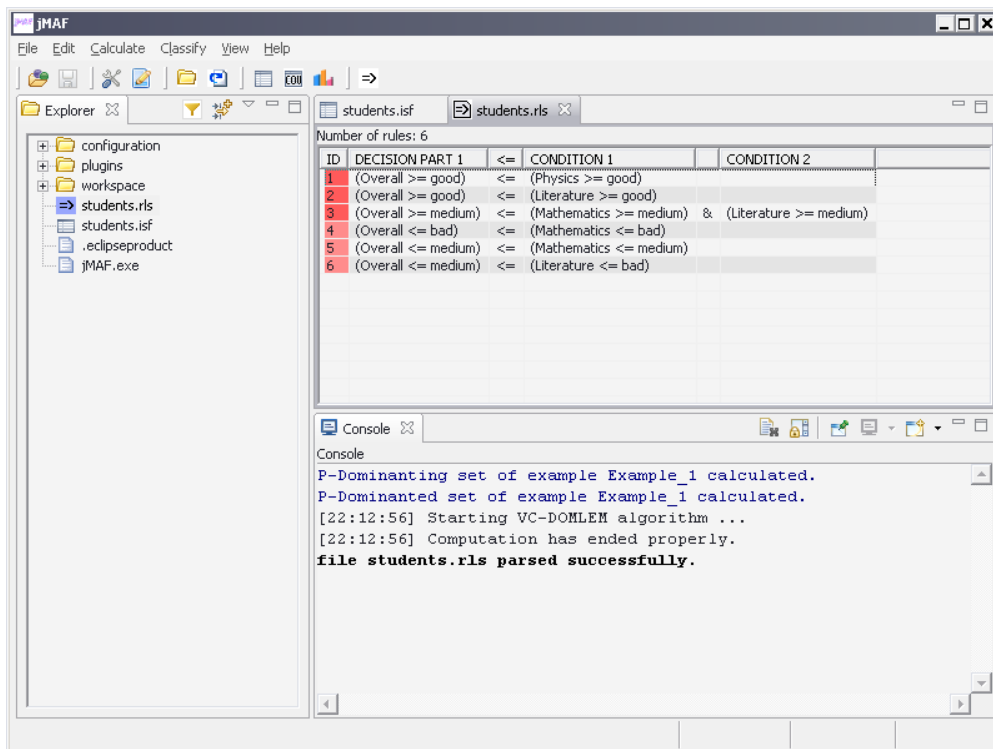 jMAF
File Edit Calculate Classify View Help
Explorer
students.isf
students.rls
configuration
plugins
workspace
students.rls
students.isf
.eclipseproduct
jMAF.exe
Number of rules: 6
ID DECISION PART 1 <= CONDITION 1 CONDITION 2
1 (Overall >= good) <= (Physics >= good)
2 (Overall >= good) <= (Literature >= good)
3 (Overall >= medium) <= (Mathematics >= medium) & (Literature >= medium)
4 (Overall <= bad) <= (Mathematics <= bad)
5 (Overall <= medium) <= (Mathematics <= medium)
6 (Overall <= medium) <= (Literature <= bad)
Console
Console
P-Dominanting set of example Example_1 calculated.
P-Dominanted set of example Example_1 calculated.
[22:12:56] Starting VC-DOMLEM algorithm ...
[22:12:56] Computation has ended properly.
file students.rls parsed successfully.